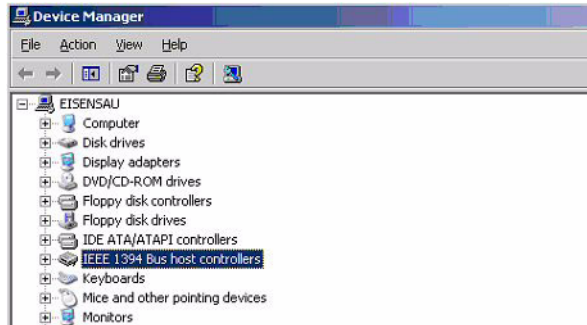 Device Manager
File Action View Help
EISENSAU
Computer
Disk drives
Display adapters
DVD/CD-ROM drives
Floppy disk controllers
Floppy disk drives
IDE ATA/ATAPI controllers
IEEE 1394 Bus host controllers
Keyboards
Mice and other pointing devices
Monitors